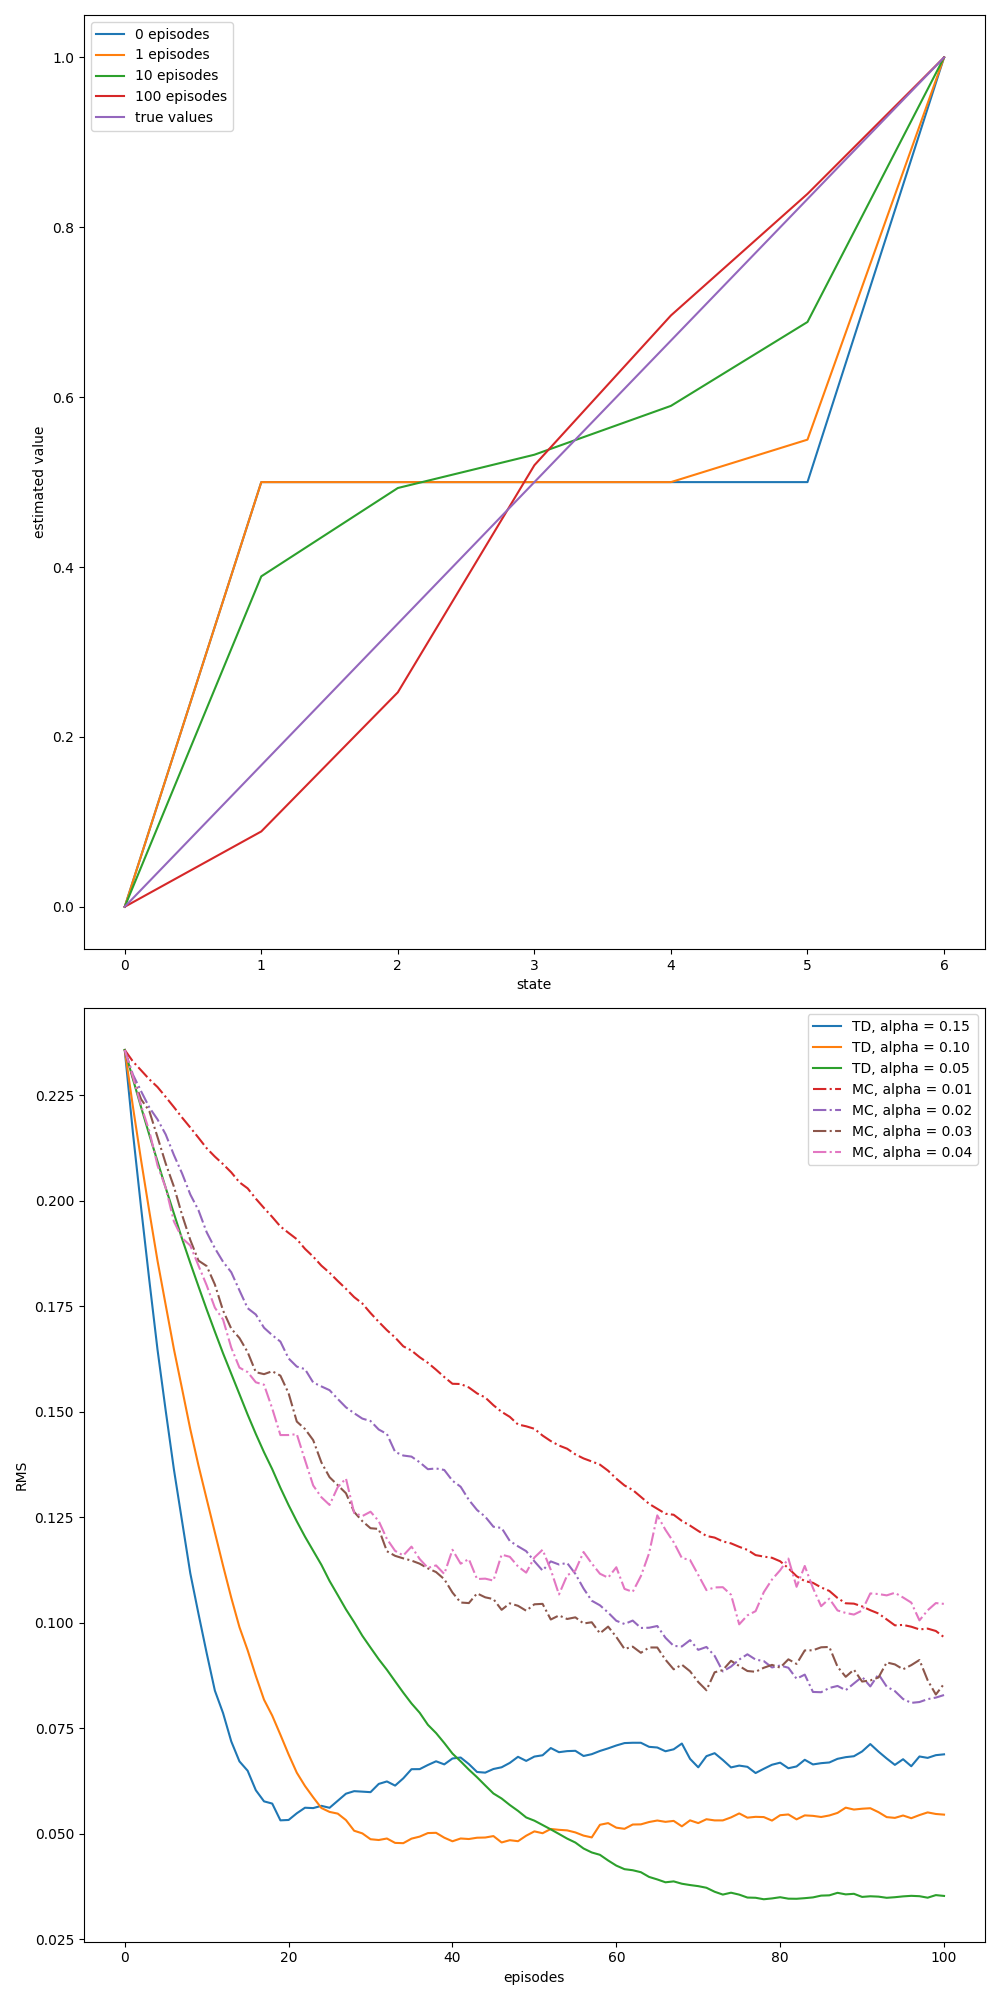 0 episodes
1 episodes
10 episodes
100 episodes
true values
1.0
0.8
0.6
0.4
0.2
0.0
estimated value
0 1 2 3 4 5 6
state
TD, alpha = 0.15
TD, alpha = 0.10
TD, alpha = 0.05
MC, alpha = 0.01
MC, alpha = 0.02
MC, alpha = 0.03
MC, alpha = 0.04
0.225
0.200
0.175
0.150
0.125
0.100
0.075
0.050
0.025
RMS
0 20 40 60 80 100
episodes